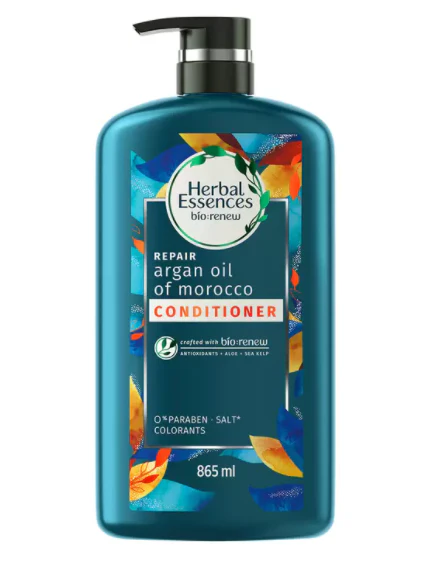 Herbal
Essences
bio:renew
REPAIR
argan oil
of morocco
CONDITIONER
crafted with bio:renew
ANTIOXIDANTS + ALOE + SEA KELP
0% PARABEN - SALT*
COLORANTS
865 ml